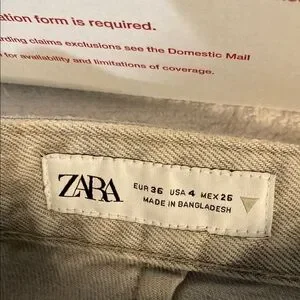 ation form is required.
rding claims exclusions see the Domestic Mail
for availability and limitations of coverage.
ZARA
EUR 36 USA 4 MEX 26
MADE IN BANGLADESH